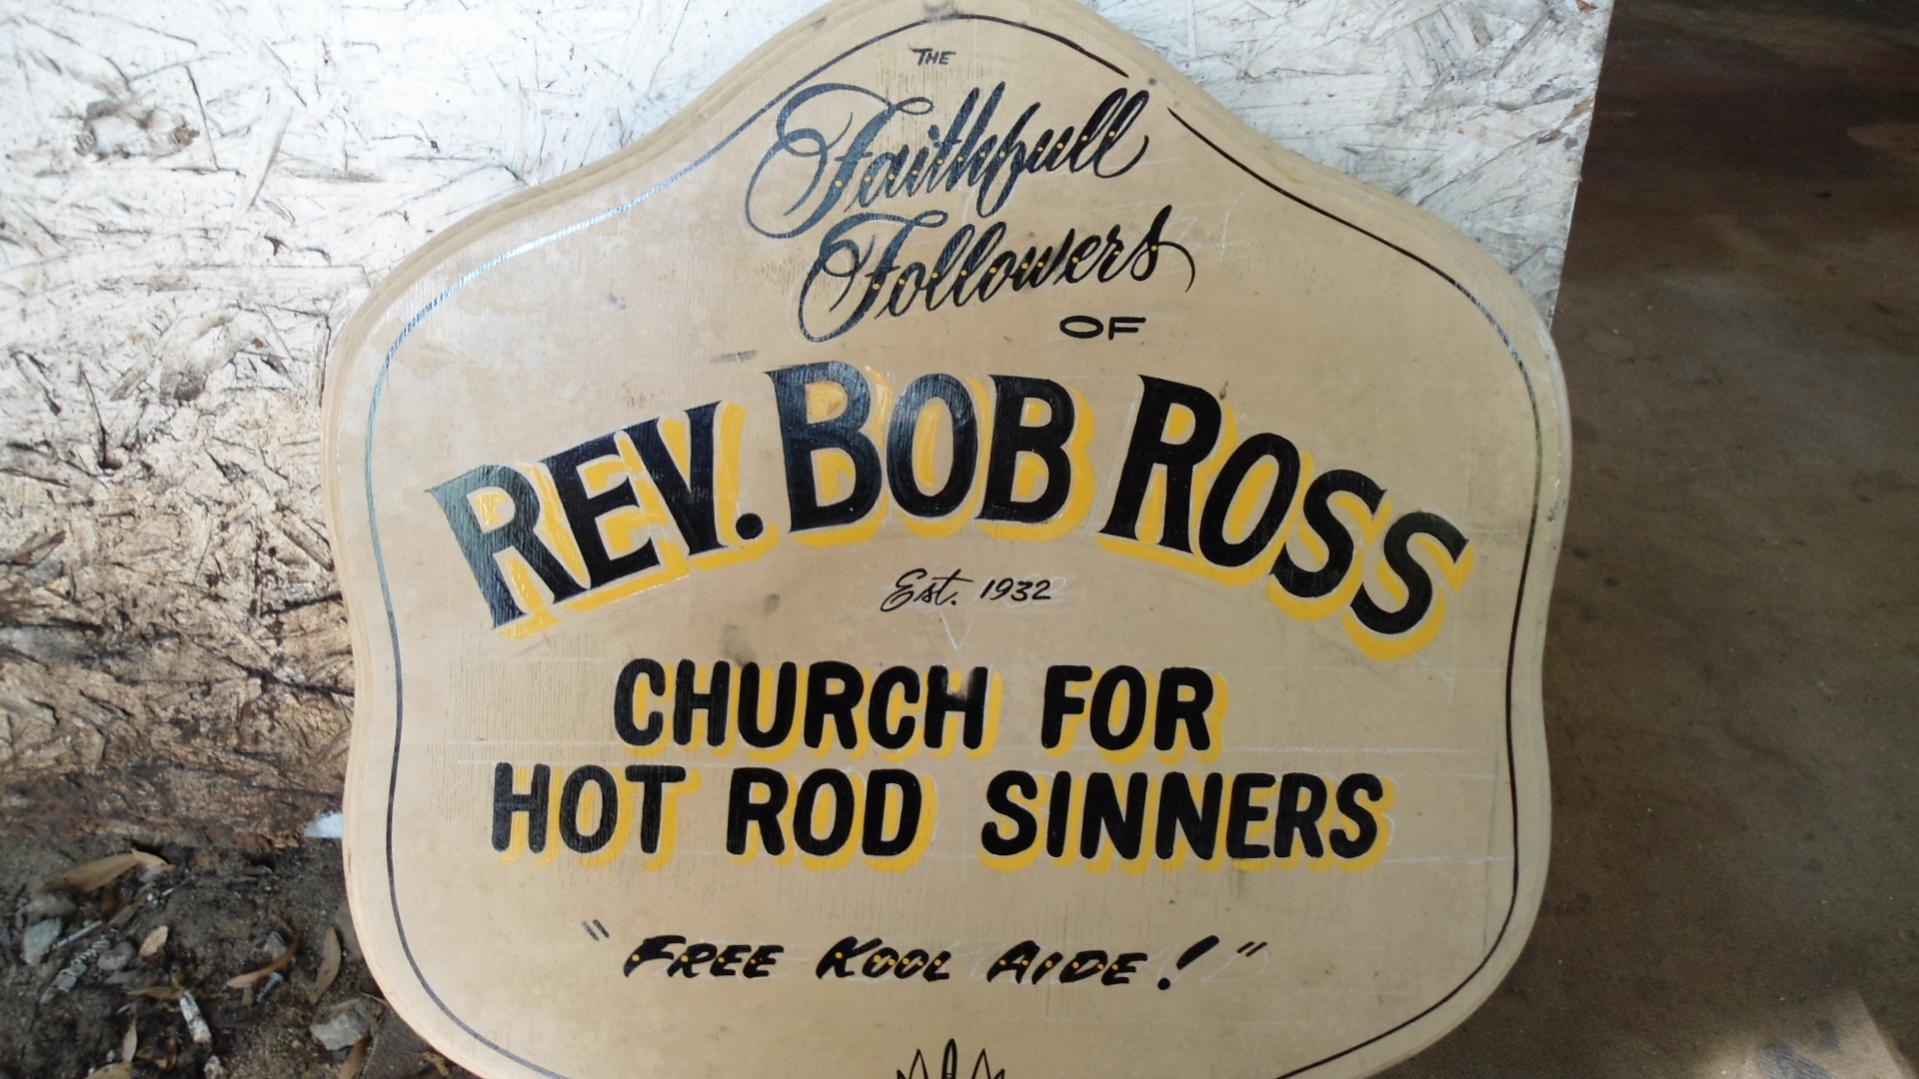 THE
Faithfull
Followers
OF
REV. BOB ROSS
Est. 1932
CHURCH FOR
HOT ROD SINNERS
"FREE KOOL AIDE!"